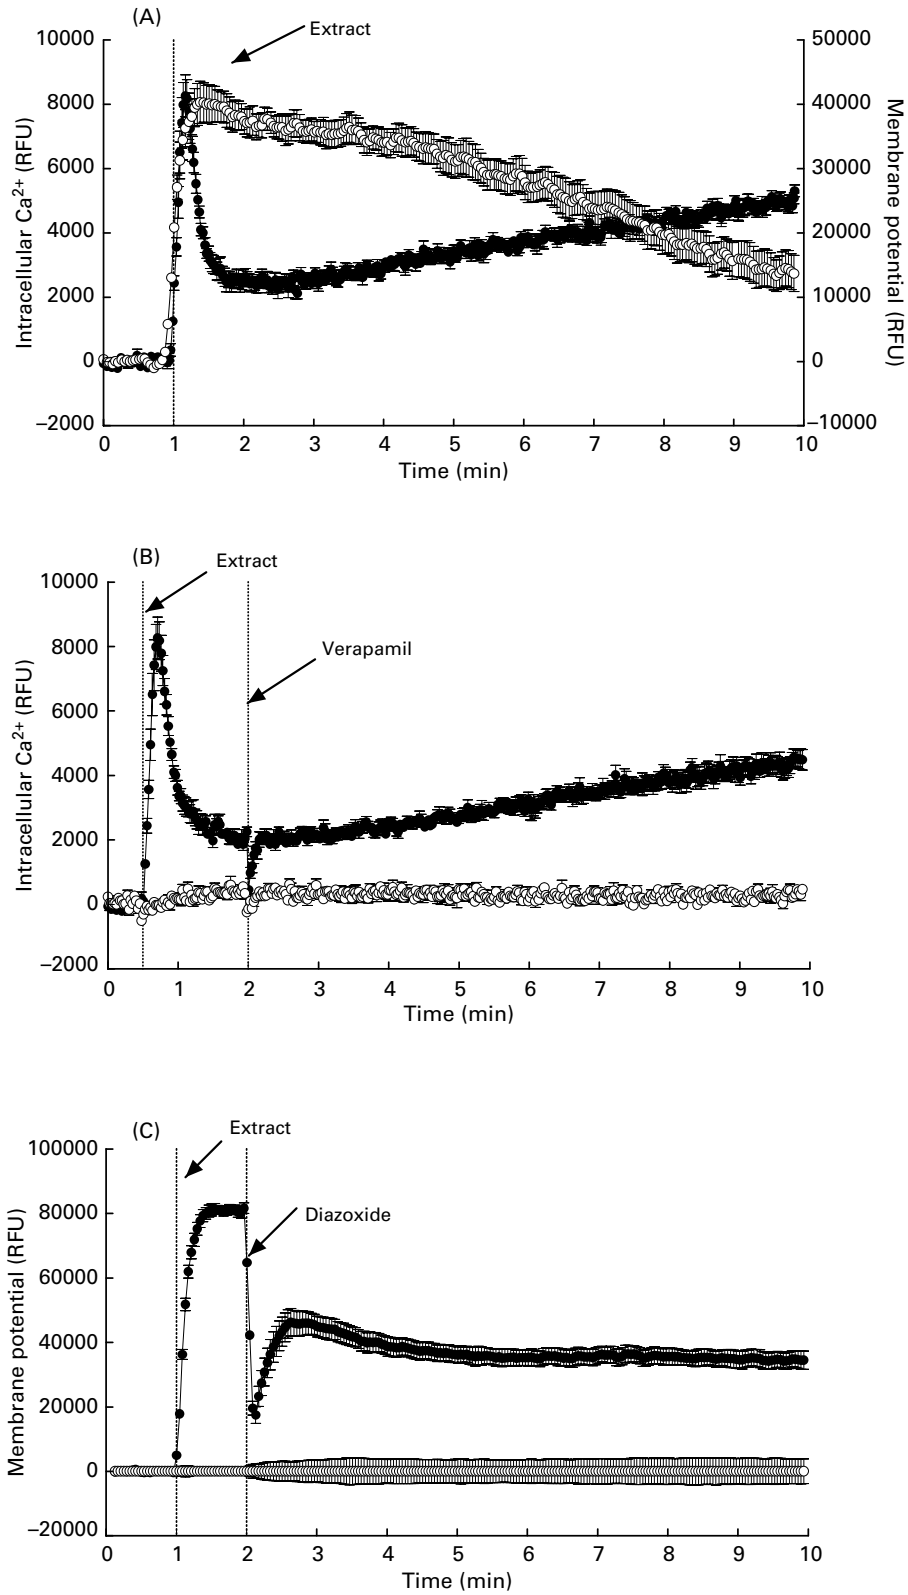 (A)
Extract
10000
8000
6000
4000
2000
0
–2000
Intracellular Ca2+ (RFU)
50000
40000
30000
20000
10000
0
–10000
Membrane potential (RFU)
0 1 2 3 4 5 6 7 8 9 10
Time (min)
(B)
Extract
Verapamil
10000
8000
6000
4000
2000
0
–2000
Intracellular Ca2+ (RFU)
0 1 2 3 4 5 6 7 8 9 10
Time (min)
(C)
Extract
Diazoxide
100000
80000
60000
40000
20000
0
–20000
Membrane potential (RFU)
0 1 2 3 4 5 6 7 8 9 10
Time (min)